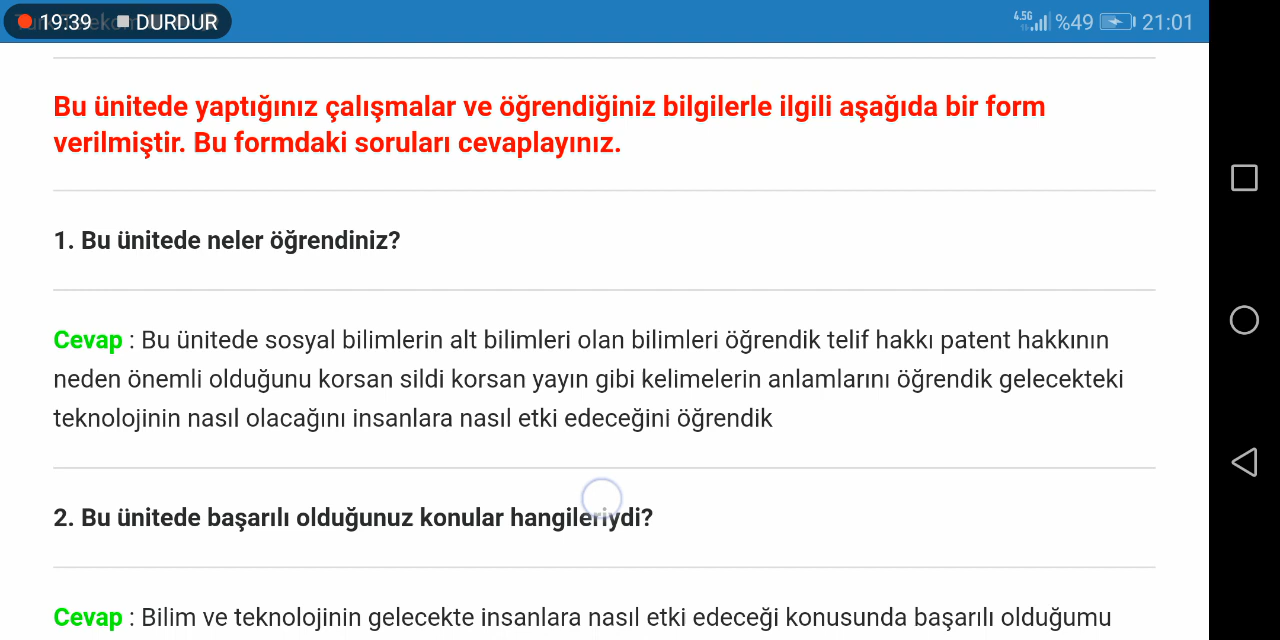 19:39 DURDUR 4.5G %49 21:01
Bu ünitede yaptığınız çalışmalar ve öğrendiğiniz bilgilerle ilgili aşağıda bir form
verilmiştir. Bu formdaki soruları cevaplayınız.
1. Bu ünitede neler öğrendiniz?
Cevap : Bu ünitede sosyal bilimlerin alt bilimleri olan bilimleri öğrendik telif hakkı patent hakkının
neden önemli olduğunu korsan sildi korsan yayın gibi kelimelerin anlamlarını öğrendik gelecekteki
teknolojinin nasıl olacağını insanlara nasıl etki edeceğini öğrendik
2. Bu ünitede başarılı olduğunuz konular hangileriydi?
Cevap : Bilim ve teknolojinin gelecekte insanlara nasıl etki edeceği konusunda başarılı olduğumu